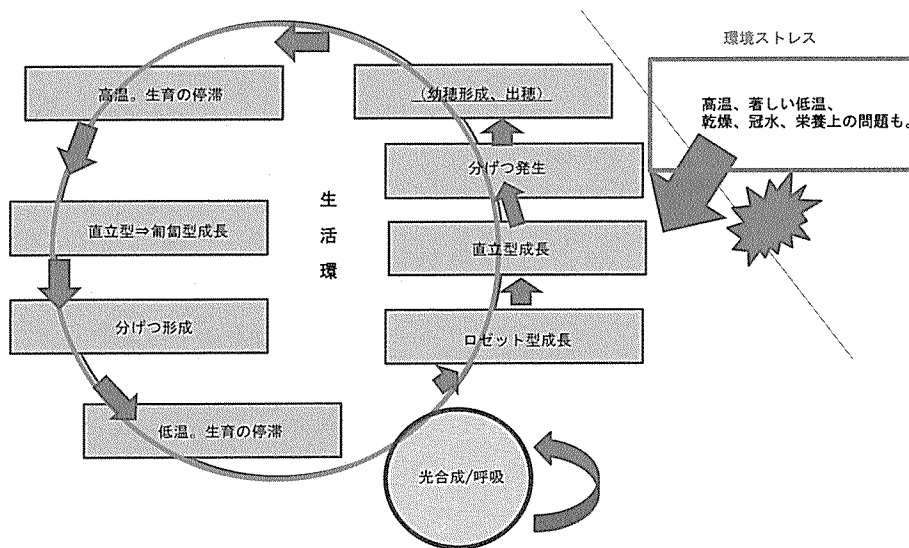 環境ストレス
高温、著しい低温、
乾燥、冠水、栄養上の問題も。
高温。生育の停滞
（幼穂形成、出穂）
分げつ発生
生
活
環
直立型⇒匍匐型成長
直立型成長
分げつ形成
ロゼット型成長
低温。生育の停滞
光合成/呼吸